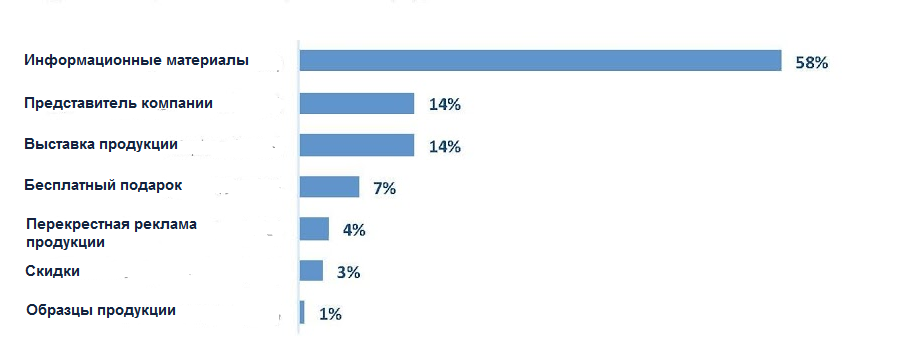 Информационные материалы 58%
Представитель компании 14%
Выставка продукции 14%
Бесплатный подарок 7%
Перекрестная реклама
продукции 4%
Скидки 3%
Образцы продукции 1%